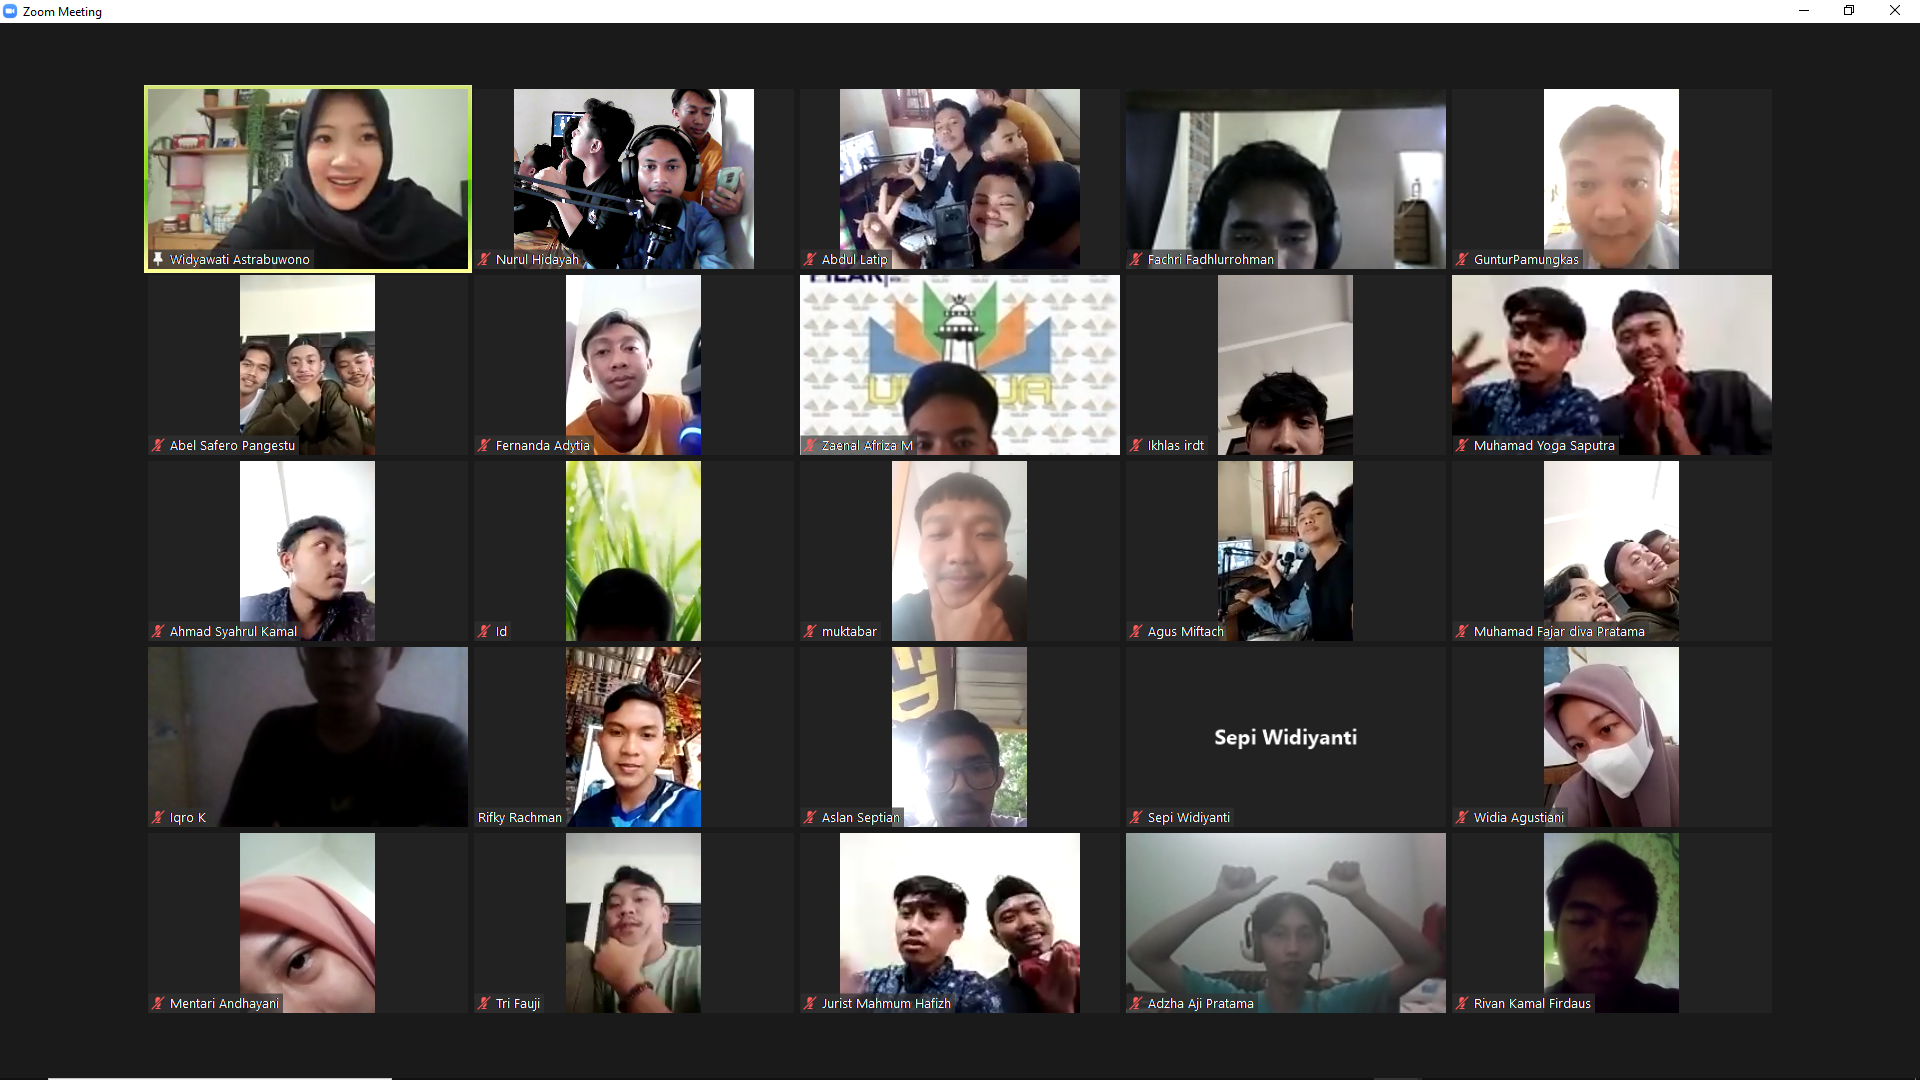 Zoom Meeting
Widyawati Astrabuwono
Nurul Hidayah
Abdul Latip
Fachri Fadhlurrohman
GunturPamungkas
Abel Safero Pangestu
Fernanda Adytia
Zaenal Afriza M
Ikhlas irdt
Muhamad Yoga Saputra
Ahmad Syahrul Kamal
Id
muktabar
Agus Miftach
Muhamad Fajar diva Pratama
Iqro K
Rifky Rachman
Aslan Septian
Sepi Widiyanti
Sepi Widiyanti
Widia Agustiani
Mentari Andhayani
Tri Fauji
Jurist Mahmum Hafizh
Adzha Aji Pratama
Rivan Kamal Firdaus